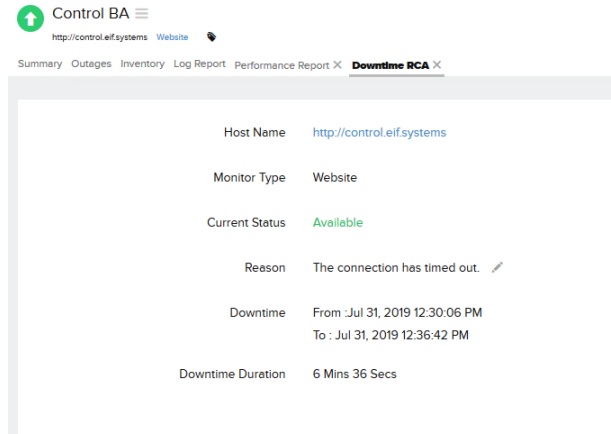 Control BA
http://control.eif.systems Website
Summary Outages Inventory Log Report Performance Report Downtime RCA
Host Name http://control.eif.systems
Monitor Type Website
Current Status Available
Reason The connection has timed out.
Downtime From :Jul 31, 2019 12:30:06 PM
To : Jul 31, 2019 12:36:42 PM
Downtime Duration 6 Mins 36 Secs